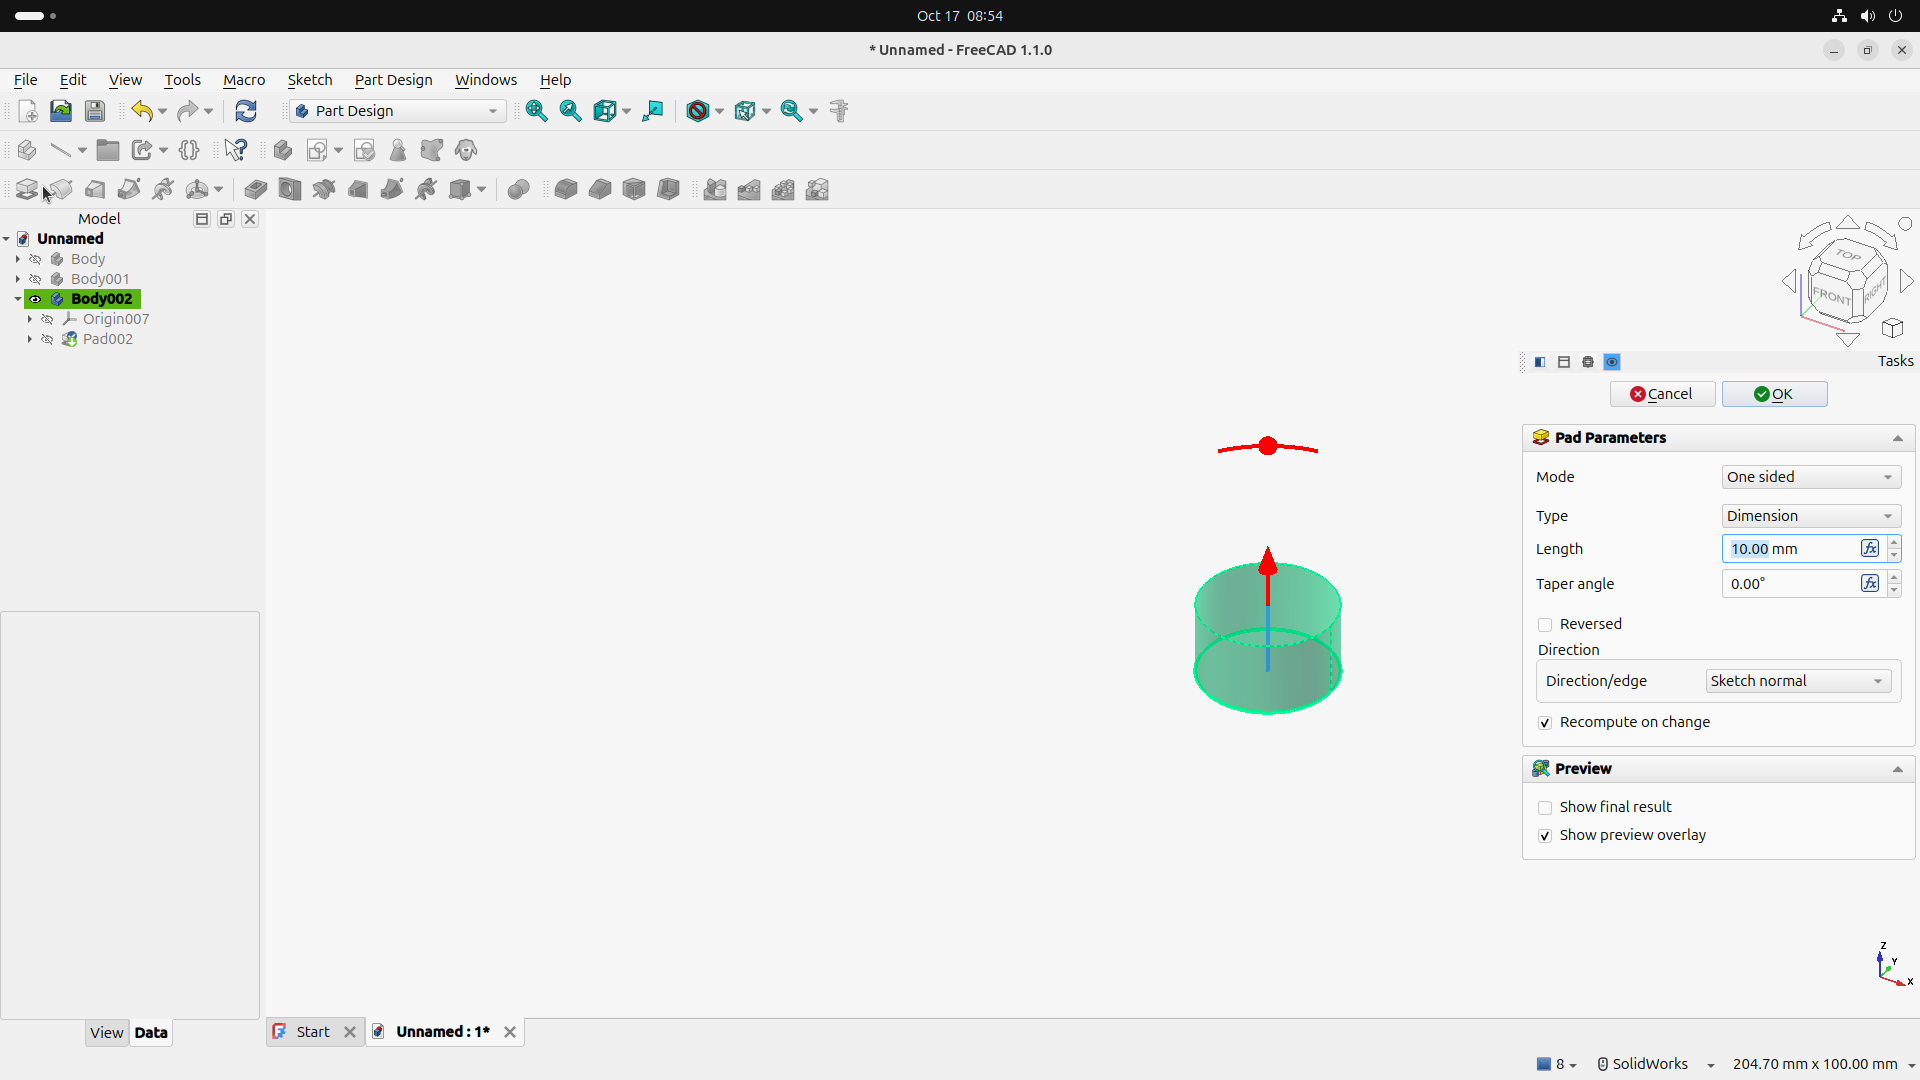 Oct 17 08:54
* Unnamed - FreeCAD 1.1.0
File Edit View Tools Macro Sketch Part Design Windows Help
Part Design
Model
Unnamed
Body
Body001
Body002
Origin007
Pad002
TOP
FRONT
RIGHT
Tasks
Cancel
OK
Pad Parameters
Mode One sided
Type Dimension
Length 10.00 mm
Taper angle 0.00°
Reversed
Direction
Direction/edge Sketch normal
Recompute on change
Preview
Show final result
Show preview overlay
Z
Y
X
View Data
Start
Unnamed : 1*
8 SolidWorks 204.70 mm x 100.00 mm